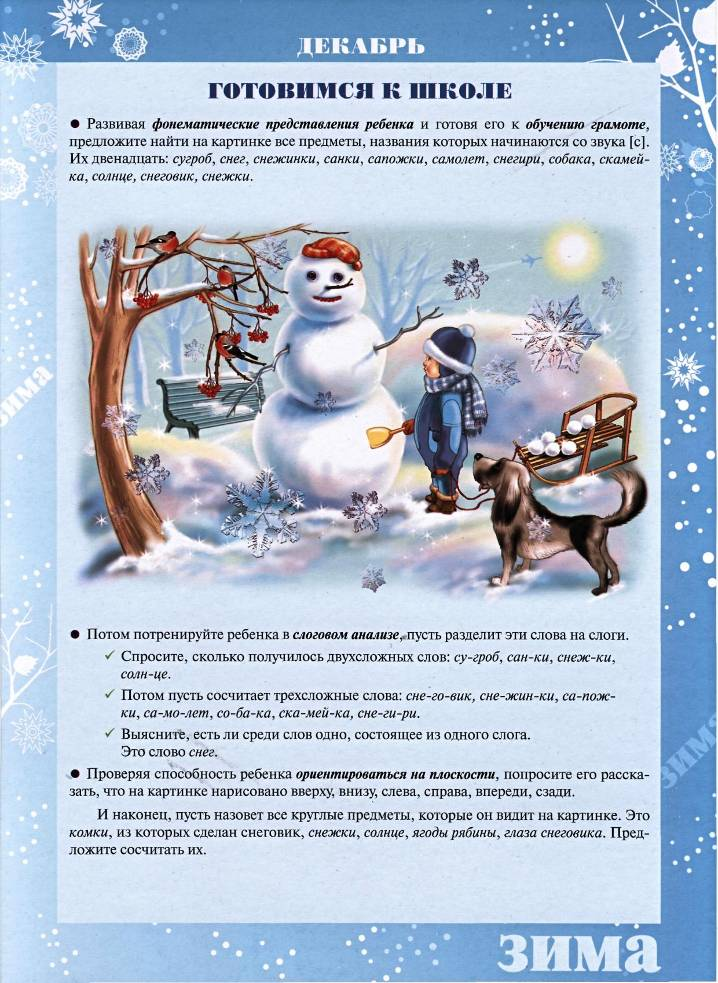 ДЕКАБРЬ
ГОТОВИМСЯ К ШКОЛЕ
● Развивая фонематические представления ребенка и готовя его к обучению грамоте,
предложите найти на картинке все предметы, названия которых начинаются со звука [с].
Их двенадцать: сугроб, снег, снежинки, санки, сапожки, самолет, снегири, собака, скамей-
ка, солнце, снеговик, снежки.
зима
● Потом потренируйте ребенка в слоговом анализе, пусть разделит эти слова на слоги.
✓ Спросите, сколько получилось двухсложных слов: су-гроб, сан-ки, снеж-ки,
солн-це.
✓ Потом пусть сосчитает трехсложные слова: сне-го-вик, сне-жин-ки, са-пож-
ки, са-мо-лет, со-ба-ка, ска-мей-ка, сне-ги-ри.
✓ Выясните, есть ли среди слов одно, состоящее из одного слога.
Это слово снег.
● Проверяя способность ребенка ориентироваться на плоскости, попросите его расска-
зать, что на картинке нарисовано вверху, внизу, слева, справа, впереди, сзади.
И наконец, пусть назовет все круглые предметы, которые он видит на картинке. Это
комки, из которых сделан снеговик, снежки, солнце, ягоды рябины, глаза снеговика. Пред-
ложите сосчитать их.
зима
зима